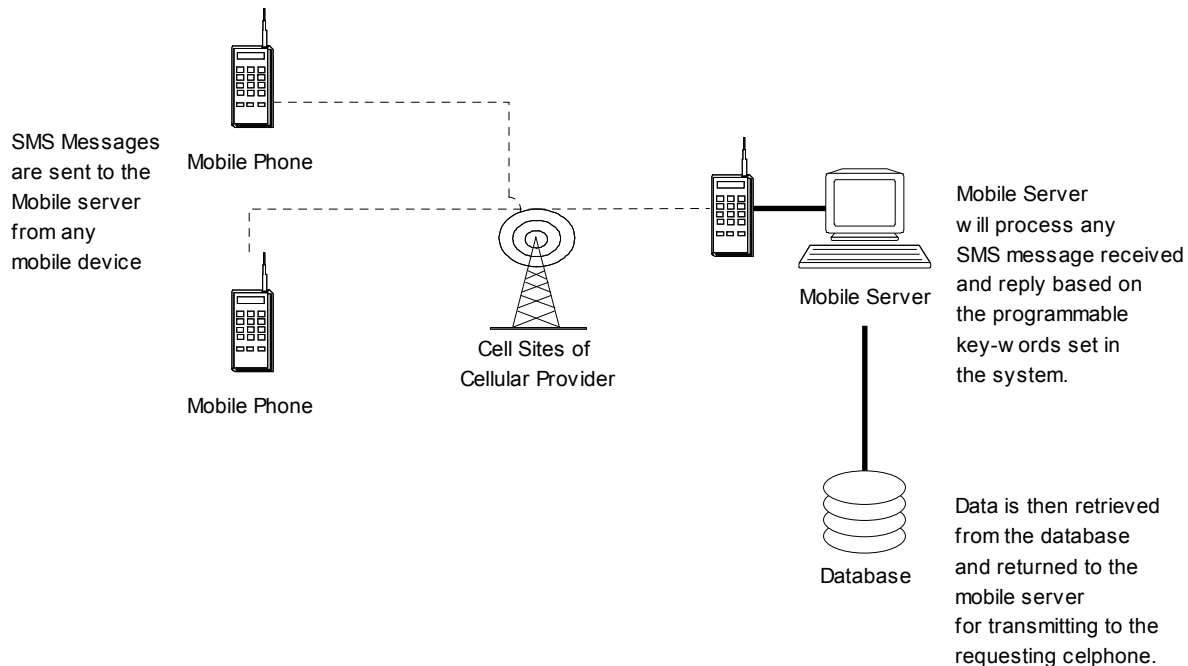 SMS Messages
are sent to the
Mobile server
from any
mobile device
Mobile Phone
Mobile Phone
Cell Sites of
Cellular Provider
Mobile Server
Mobile Server
will process any
SMS message received
and reply based on
the programmable
key-words set in
the system.
Database
Data is then retrieved
from the database
and returned to the
mobile server
for transmitting to the
requesting celphone.